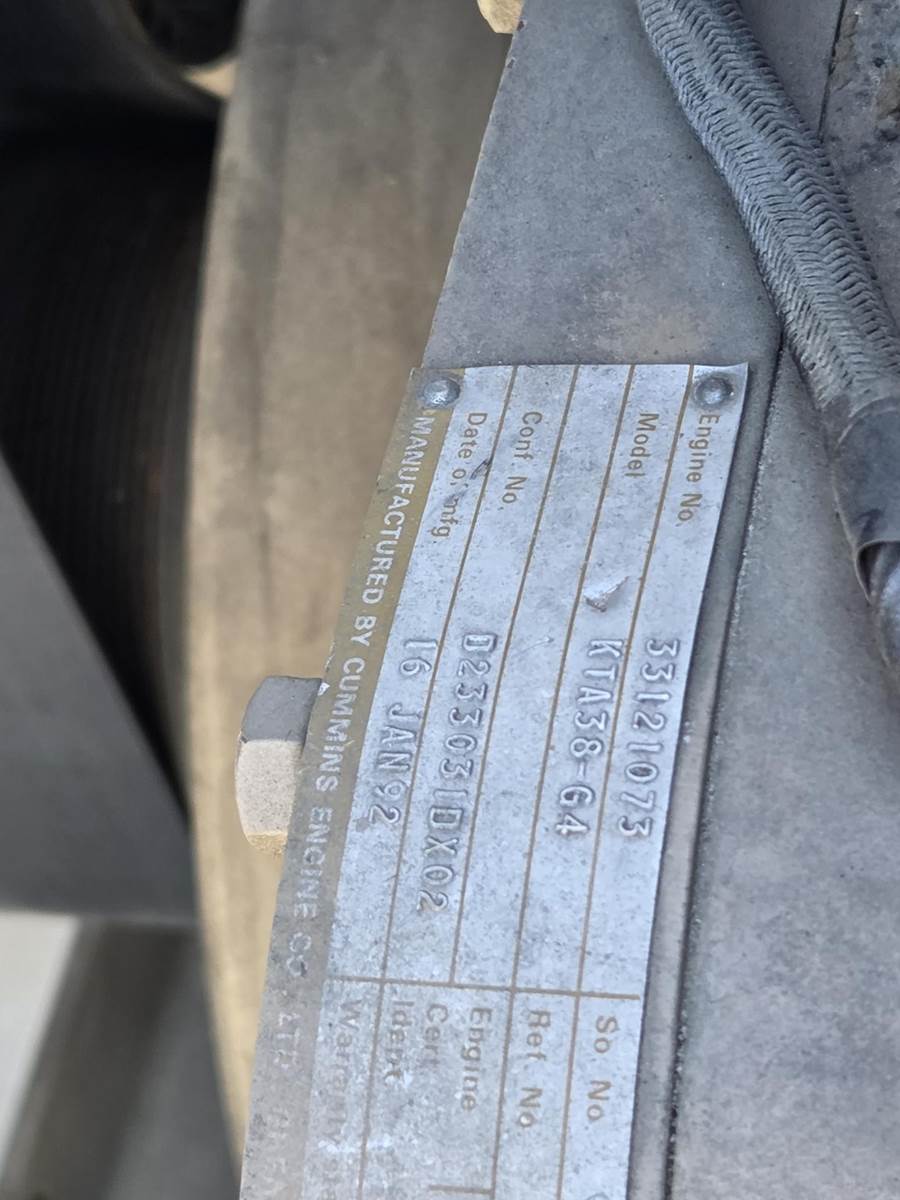 Engine No. 33121073
Model KTA38-G4
Conf. No. D233031DX02
Date of mfg. 16 JAN92
MANUFACTURED BY CUMMINS ENGINE CO.
So. No.
Ref. No.
Engine
Cert.
Ident